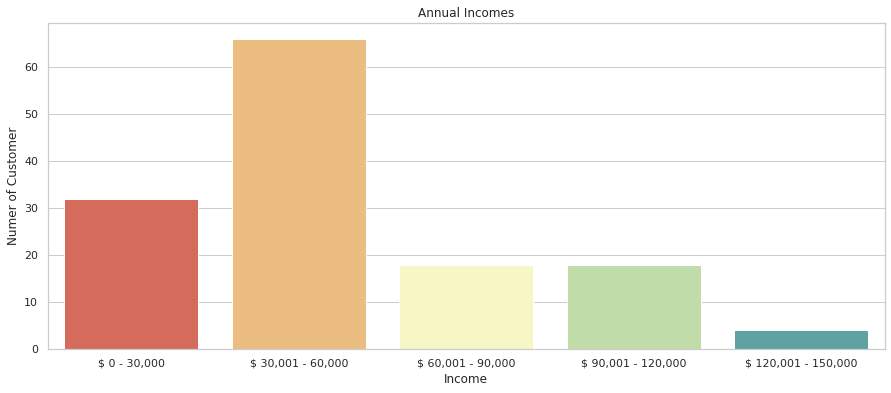 Annual Incomes
Numer of Customer
60
50
40
30
20
10
0
$ 0 - 30,000
$ 30,001 - 60,000
$ 60,001 - 90,000
$ 90,001 - 120,000
$ 120,001 - 150,000
Income